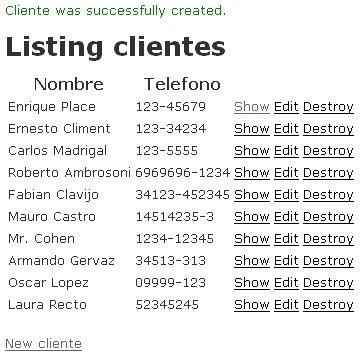 Cliente was successfully created.
Listing clientes
Nombre Telefono
Enrique Place 123-45679 Show Edit Destroy
Ernesto Climent 123-34234 Show Edit Destroy
Carlos Madrigal 123-5555 Show Edit Destroy
Roberto Ambrosoni 6969696-1234 Show Edit Destroy
Fabian Clavijo 34123-452345 Show Edit Destroy
Mauro Castro 14514235-3 Show Edit Destroy
Mr. Cohen 1234-12345 Show Edit Destroy
Armando Gervaz 34513-313 Show Edit Destroy
Oscar Lopez 09999-123 Show Edit Destroy
Laura Recto 52345245 Show Edit Destroy
New cliente